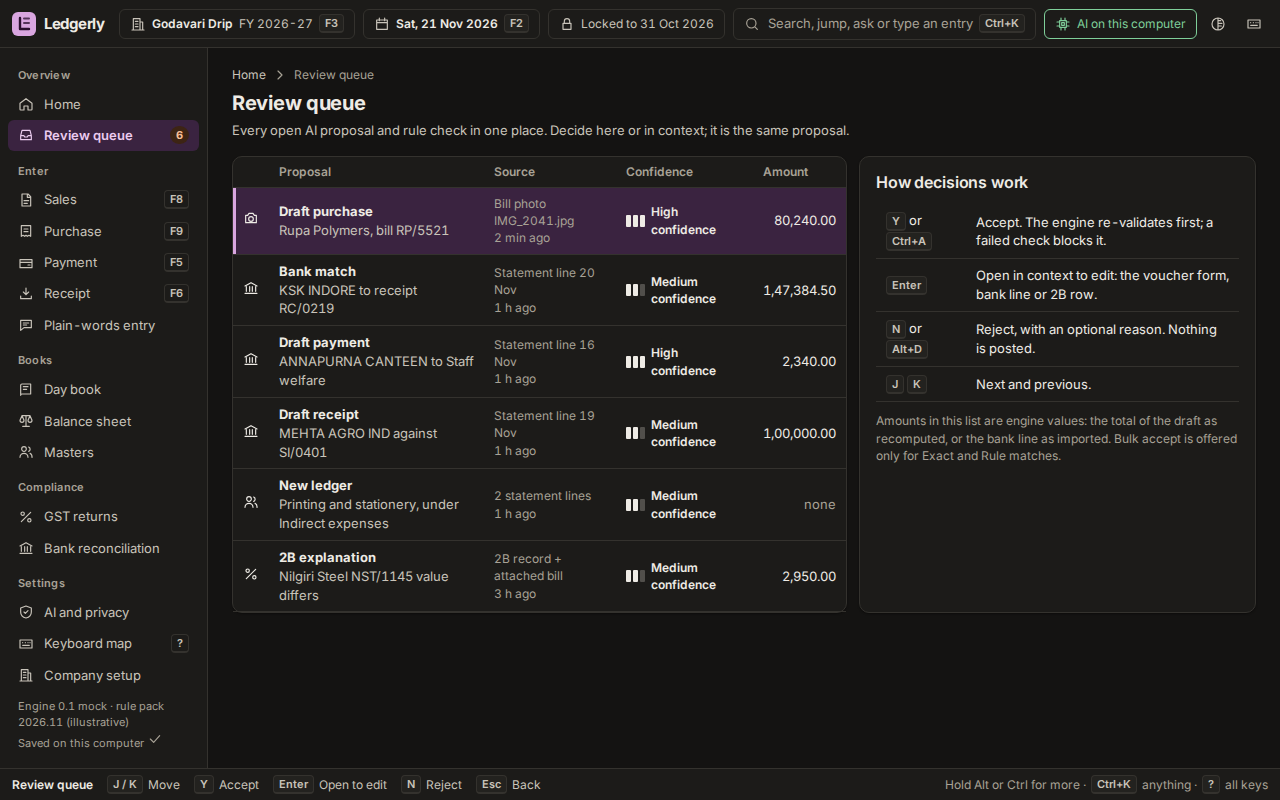 Ledgerly
Godavari Drip FY 2026-27 F3
Sat, 21 Nov 2026 F2
Locked to 31 Oct 2026
Search, jump, ask or type an entry Ctrl+K
AI on this computer
Overview
Home
Review queue 6
Enter
Sales F8
Purchase F9
Payment F5
Receipt F6
Plain-words entry
Books
Day book
Balance sheet
Masters
Compliance
GST returns
Bank reconciliation
Settings
AI and privacy
Keyboard map ?
Company setup
Engine 0.1 mock · rule pack
2026.11 (illustrative)
Saved on this computer
Home > Review queue
Review queue
Every open AI proposal and rule check in one place. Decide here or in context; it is the same proposal.
Proposal Source Confidence Amount
Draft purchase
Rupa Polymers, bill RP/5521
Bill photo
IMG_2041.jpg
2 min ago
High
confidence
80,240.00
Bank match
KSK INDORE to receipt
RC/0219
Statement line 20
Nov
1 h ago
Medium
confidence
1,47,384.50
Draft payment
ANNAPURNA CANTEEN to Staff
welfare
Statement line 16
Nov
1 h ago
High
confidence
2,340.00
Draft receipt
MEHTA AGRO IND against
SI/0401
Statement line 19
Nov
1 h ago
Medium
confidence
1,00,000.00
New ledger
Printing and stationery, under
Indirect expenses
2 statement lines
1 h ago
Medium
confidence
none
2B explanation
Nilgiri Steel NST/1145 value
differs
2B record +
attached bill
3 h ago
Medium
confidence
2,950.00
How decisions work
Y or
Ctrl+A
Accept. The engine re-validates first; a
failed check blocks it.
Enter
Open in context to edit: the voucher form,
bank line or 2B row.
N or
Alt+D
Reject, with an optional reason. Nothing
is posted.
J K
Next and previous.
Amounts in this list are engine values: the total of the draft as
recomputed, or the bank line as imported. Bulk accept is offered
only for Exact and Rule matches.
Review queue J / K Move Y Accept Enter Open to edit N Reject Esc Back
Hold Alt or Ctrl for more · Ctrl+K anything · ? all keys